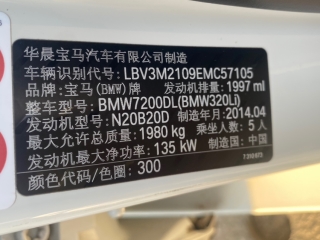 华晨宝马汽车有限公司制造
车辆识别代号: LBV3M2109EMC57105
品牌: 宝马(BMW)牌 发动机排量: 1997 ml
整车型号: BMW7200DL(BMW320Li)
发动机型号: N20B20D 制造年月: 2014.04
最大允许总质量: 1980 kg 乘坐人数: 5 人
发动机最大净功率: 135 kW 制造国: 中国
颜色代码/色圈: 300